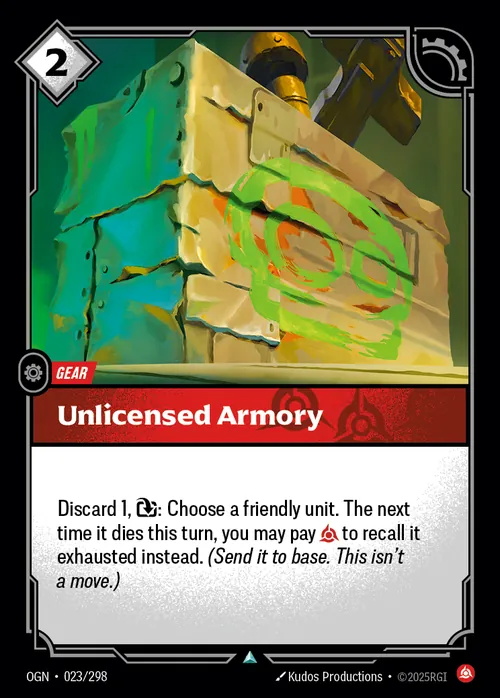 2
GEAR
Unlicensed Armory
Discard 1, : Choose a friendly unit. The next
time it dies this turn, you may pay to recall it
exhausted instead. (Send it to base. This isn't
a move.)
OGN • 023/298
Kudos Productions • ©2025RGI